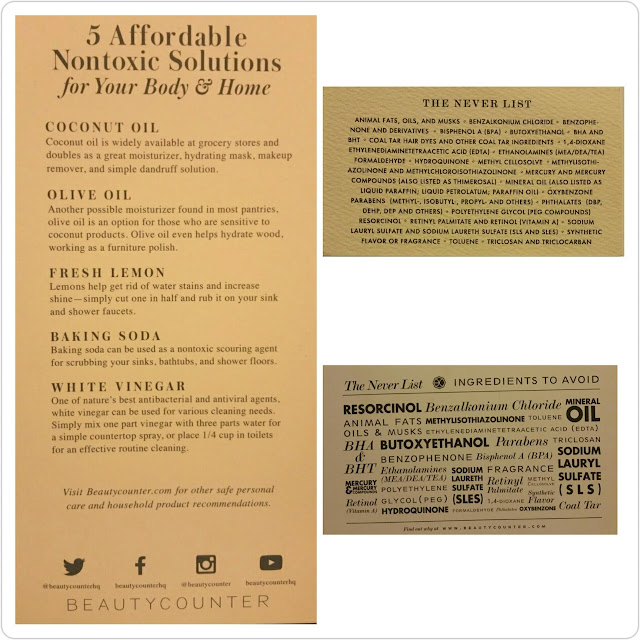 5 Affordable
Nontoxic Solutions
for Your Body & Home
COCONUT OIL
Coconut oil is widely available at grocery stores and
doubles as a great moisturizer, hydrating mask, makeup
remover, and simple dandruff solution.
OLIVE OIL
Another possible moisturizer found in most pantries,
olive oil is an option for those who are sensitive to
coconut products. Olive oil even helps hydrate wood,
working as a furniture polish.
FRESH LEMON
Lemons help get rid of water stains and increase
shine—simply cut one in half and rub it on your sink
and shower faucets.
BAKING SODA
Baking soda can be used as a nontoxic scouring agent
for scrubbing your sinks, bathtubs, and shower floors.
WHITE VINEGAR
One of nature's best antibacterial and antiviral agents,
white vinegar can be used for various cleaning needs.
Simply mix one part vinegar with three parts water for
a simple countertop spray, or place 1/4 cup in toilets
for an effective routine cleaning.
Visit Beautycounter.com for other safe personal
care and household product recommendations.
@beautycounterhq beautycounterhq @beautycounter beautycounterhq
BEAUTYCOUNTER
THE NEVER LIST
ANIMAL FATS, OILS, AND MUSKS • BENZALKONIUM CHLORIDE • BENZOPHE-
NONE AND DERIVATIVES • BISPHENOL A (BPA) • BUTOXYETHANOL • BHA AND
BHT • COAL TAR HAIR DYES AND OTHER COAL TAR INGREDIENTS • 1,4-DIOXANE
ETHYLENEDIAMINETETRAACETIC ACID (EDTA) • ETHANOLAMINES (MEA/DEA/TEA)
FORMALDEHYDE • HYDROQUINONE • METHYL CELLOSOLVE • METHYLISOTHI-
AZOLINONE AND METHYLCHLOROISOTHIAZOLINONE • MERCURY AND MERCURY
COMPOUNDS (ALSO LISTED AS THIMEROSAL) • MINERAL OIL (ALSO LISTED AS
LIQUID PARAFFIN; LIQUID PETROLATUM; PARAFFIN OIL) • OXYBENZONE
PARABENS (METHYL-, ISOBUTYL-, PROPYL- AND OTHERS) • PHTHALATES (DBP,
DEHP, DEP AND OTHERS) • POLYETHYLENE GLYCOL (PEG COMPOUNDS)
RESORCINOL • RETINYL PALMITATE AND RETINOL (VITAMIN A) • SODIUM
LAURYL SULFATE AND SODIUM LAURETH SULFATE (SLS AND SLES) • SYNTHETIC
FLAVOR OR FRAGRANCE • TOLUENE • TRICLOSAN AND TRICLOCARBAN
The Never List INGREDIENTS TO AVOID
RESORCINOL Benzalkonium Chloride MINERAL
OIL
ANIMAL FATS METHYLISOTHIAZOLINONE TOLUENE
OILS & MUSKS ETHYLENEDIAMINETETRAACETIC ACID (EDTA)
BHA
&
BHT
BUTOXYETHANOL Parabens TRICLOSAN
BENZOPHENONE Bisphenol A (BPA)
SODIUM
LAURYL
SULFATE
(SLS)
Ethanolamines
(MEA/DEA/TEA)
SODIUM
LAURETH
SULFATE
(SLES)
FRAGRANCE
Retinyl
Palmitate
METHYL
CELLOSOLVE
MERCURY
& MERCURY
COMPOUNDS
POLYETHYLENE
GLYCOL (PEG)
1,4-DIOXANE
Synthetic
Flavor
Retinol
(Vitamin A)
HYDROQUINONE FORMALDEHYDE Phthalates OXYBENZONE Coal Tar
Find out why at WWW.BEAUTYCOUNTER.COM